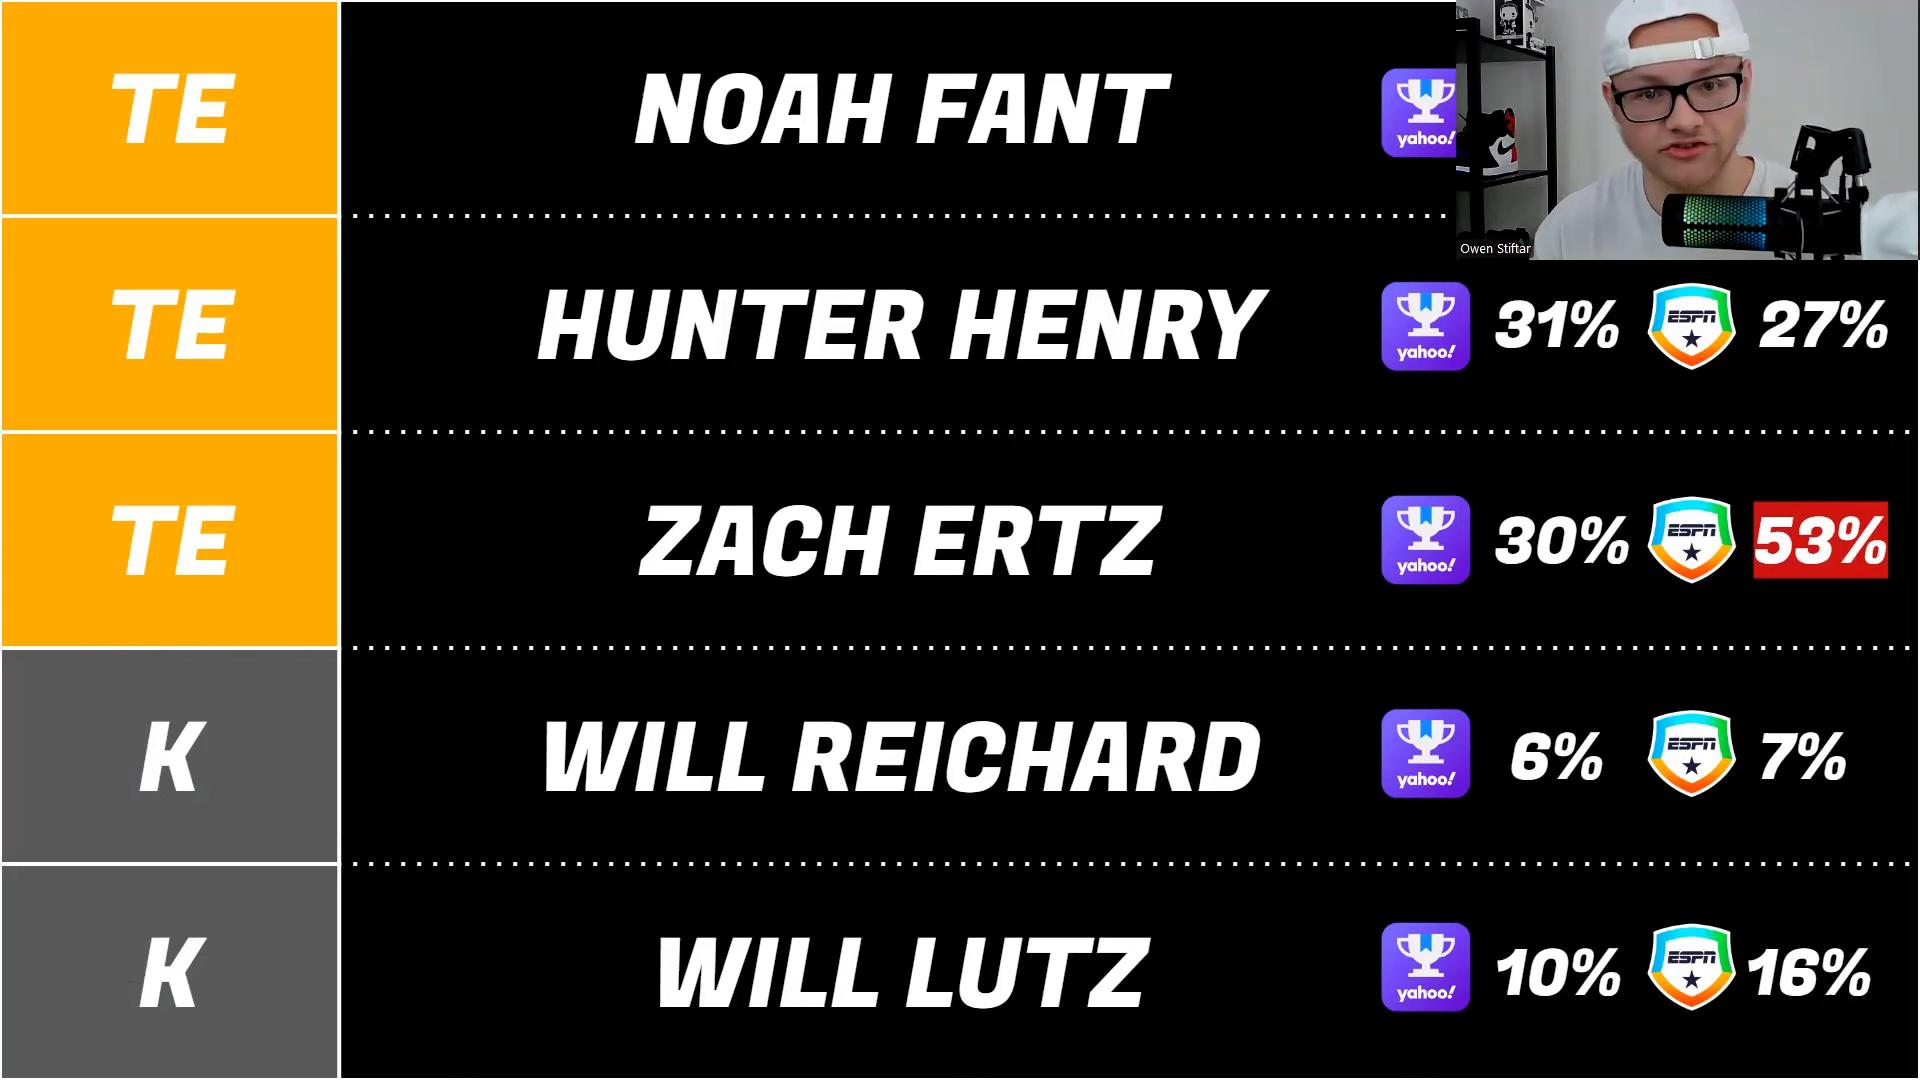 TE NOAH FANT yahoo!
Owen Stiftar
TE HUNTER HENRY yahoo! 31% ESPN 27%
TE ZACH ERTZ yahoo! 30% ESPN 53%
K WILL REICHARD yahoo! 6% ESPN 7%
K WILL LUTZ yahoo! 10% ESPN 16%